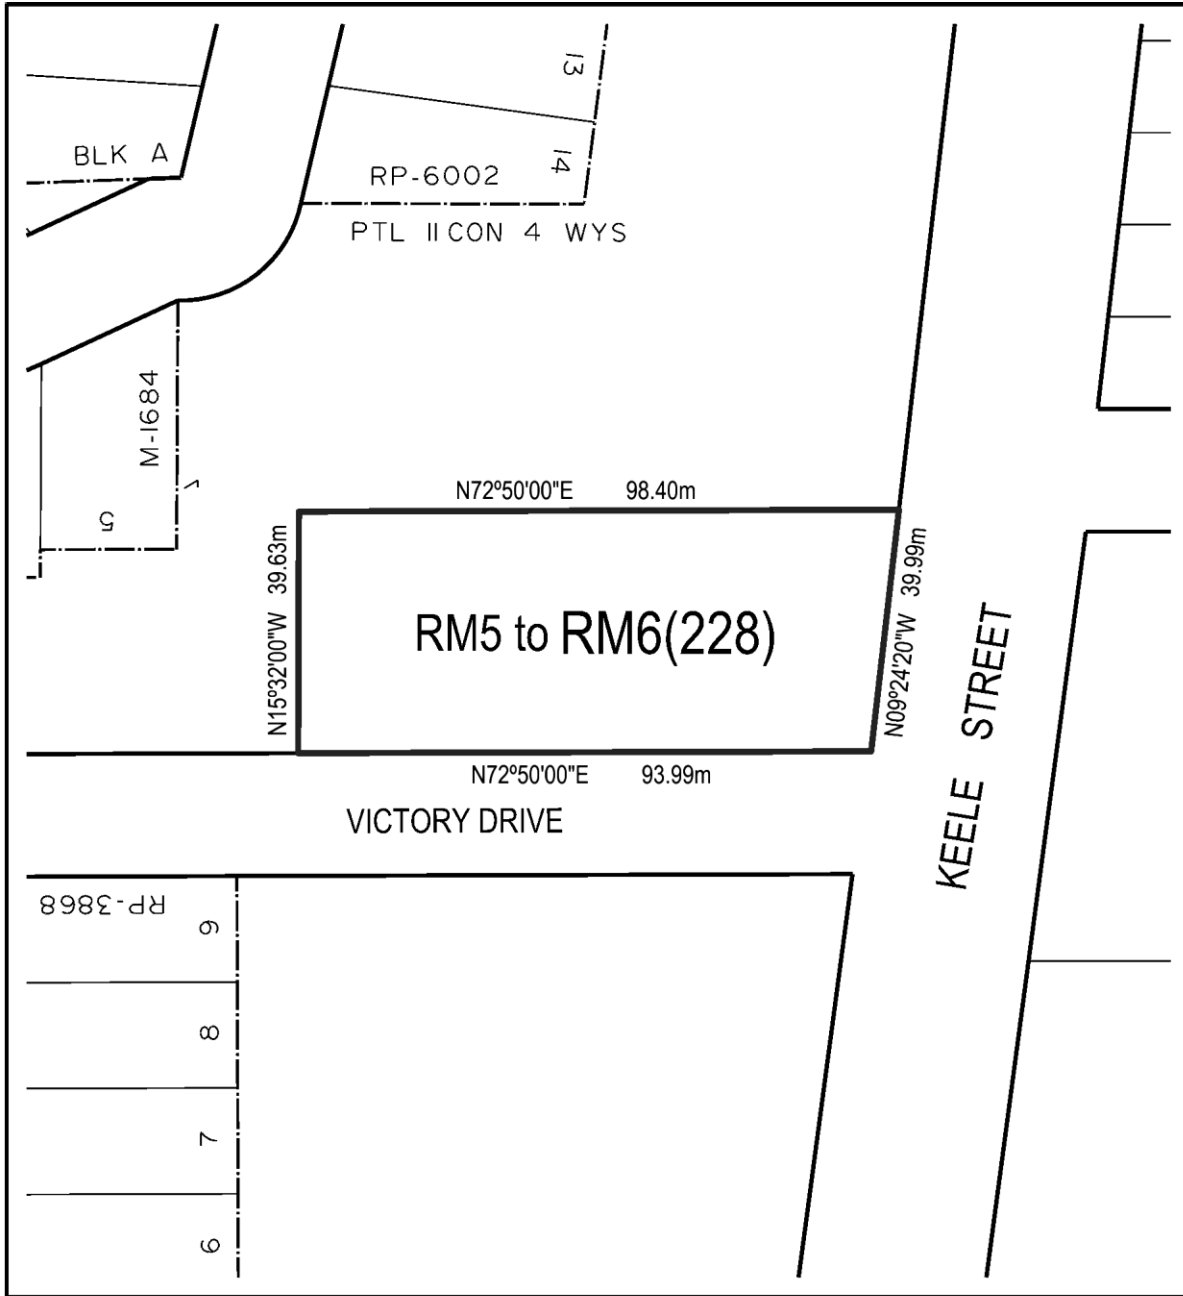 13
BLK A
14
RP-6002
PTL 11 CON 4 WYS
M-1684
7
5
N72º50'00"E 98.40m
N15º32'00"W 39.63m
RM5 to RM6(228)
N09º24'20"W 39.99m
KEELE STREET
N72º50'00"E 93.99m
VICTORY DRIVE
RP-3868
9
8
7
6